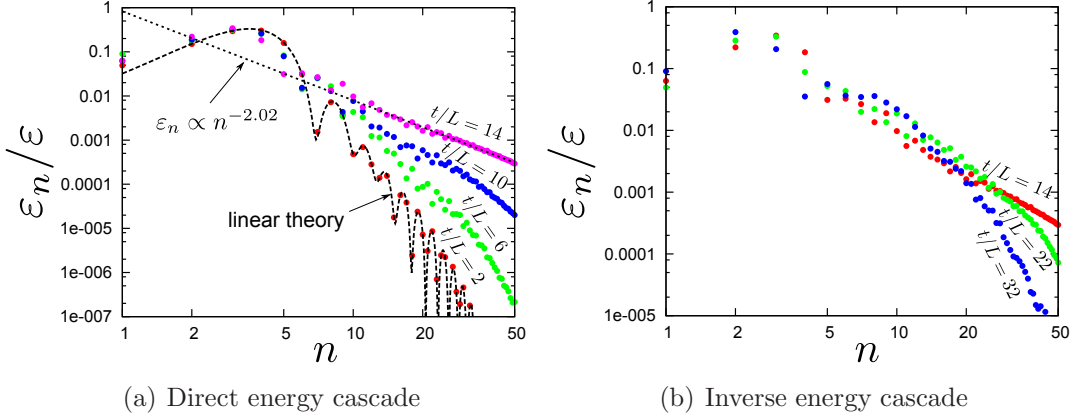 ε_n/ε
1
0.1
0.01
0.001
0.0001
1e-005
1e-006
1e-007
1 2 5 10 20 50
n
ε_n ∝ n^{-2.02}
linear theory
t/L = 14
t/L = 10
t/L = 6
t/L = 2
(a) Direct energy cascade
ε_n/ε
1
0.1
0.01
0.001
0.0001
1e-005
1 2 5 10 20 50
n
t/L = 14
t/L = 22
t/L = 32
(b) Inverse energy cascade